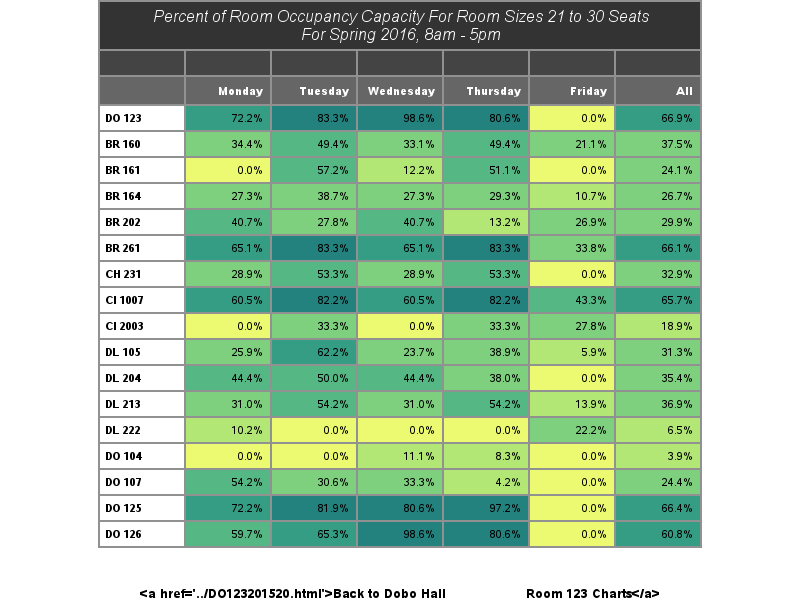 Percent of Room Occupancy Capacity For Room Sizes 21 to 30 Seats
For Spring 2016, 8am - 5pm
Monday Tuesday Wednesday Thursday Friday All
DO 123 72.2% 83.3% 98.6% 80.6% 0.0% 66.9%
BR 160 34.4% 49.4% 33.1% 49.4% 21.1% 37.5%
BR 161 0.0% 57.2% 12.2% 51.1% 0.0% 24.1%
BR 164 27.3% 38.7% 27.3% 29.3% 10.7% 26.7%
BR 202 40.7% 27.8% 40.7% 13.2% 26.9% 29.9%
BR 261 65.1% 83.3% 65.1% 83.3% 33.8% 66.1%
CH 231 28.9% 53.3% 28.9% 53.3% 0.0% 32.9%
CI 1007 60.5% 82.2% 60.5% 82.2% 43.3% 65.7%
CI 2003 0.0% 33.3% 0.0% 33.3% 27.8% 18.9%
DL 105 25.9% 62.2% 23.7% 38.9% 5.9% 31.3%
DL 204 44.4% 50.0% 44.4% 38.0% 0.0% 35.4%
DL 213 31.0% 54.2% 31.0% 54.2% 13.9% 36.9%
DL 222 10.2% 0.0% 0.0% 0.0% 22.2% 6.5%
DO 104 0.0% 0.0% 11.1% 8.3% 0.0% 3.9%
DO 107 54.2% 30.6% 33.3% 4.2% 0.0% 24.4%
DO 125 72.2% 81.9% 80.6% 97.2% 0.0% 66.4%
DO 126 59.7% 65.3% 98.6% 80.6% 0.0% 60.8%
<a href='../DO123201520.html'>Back to Dobo Hall Room 123 Charts</a>